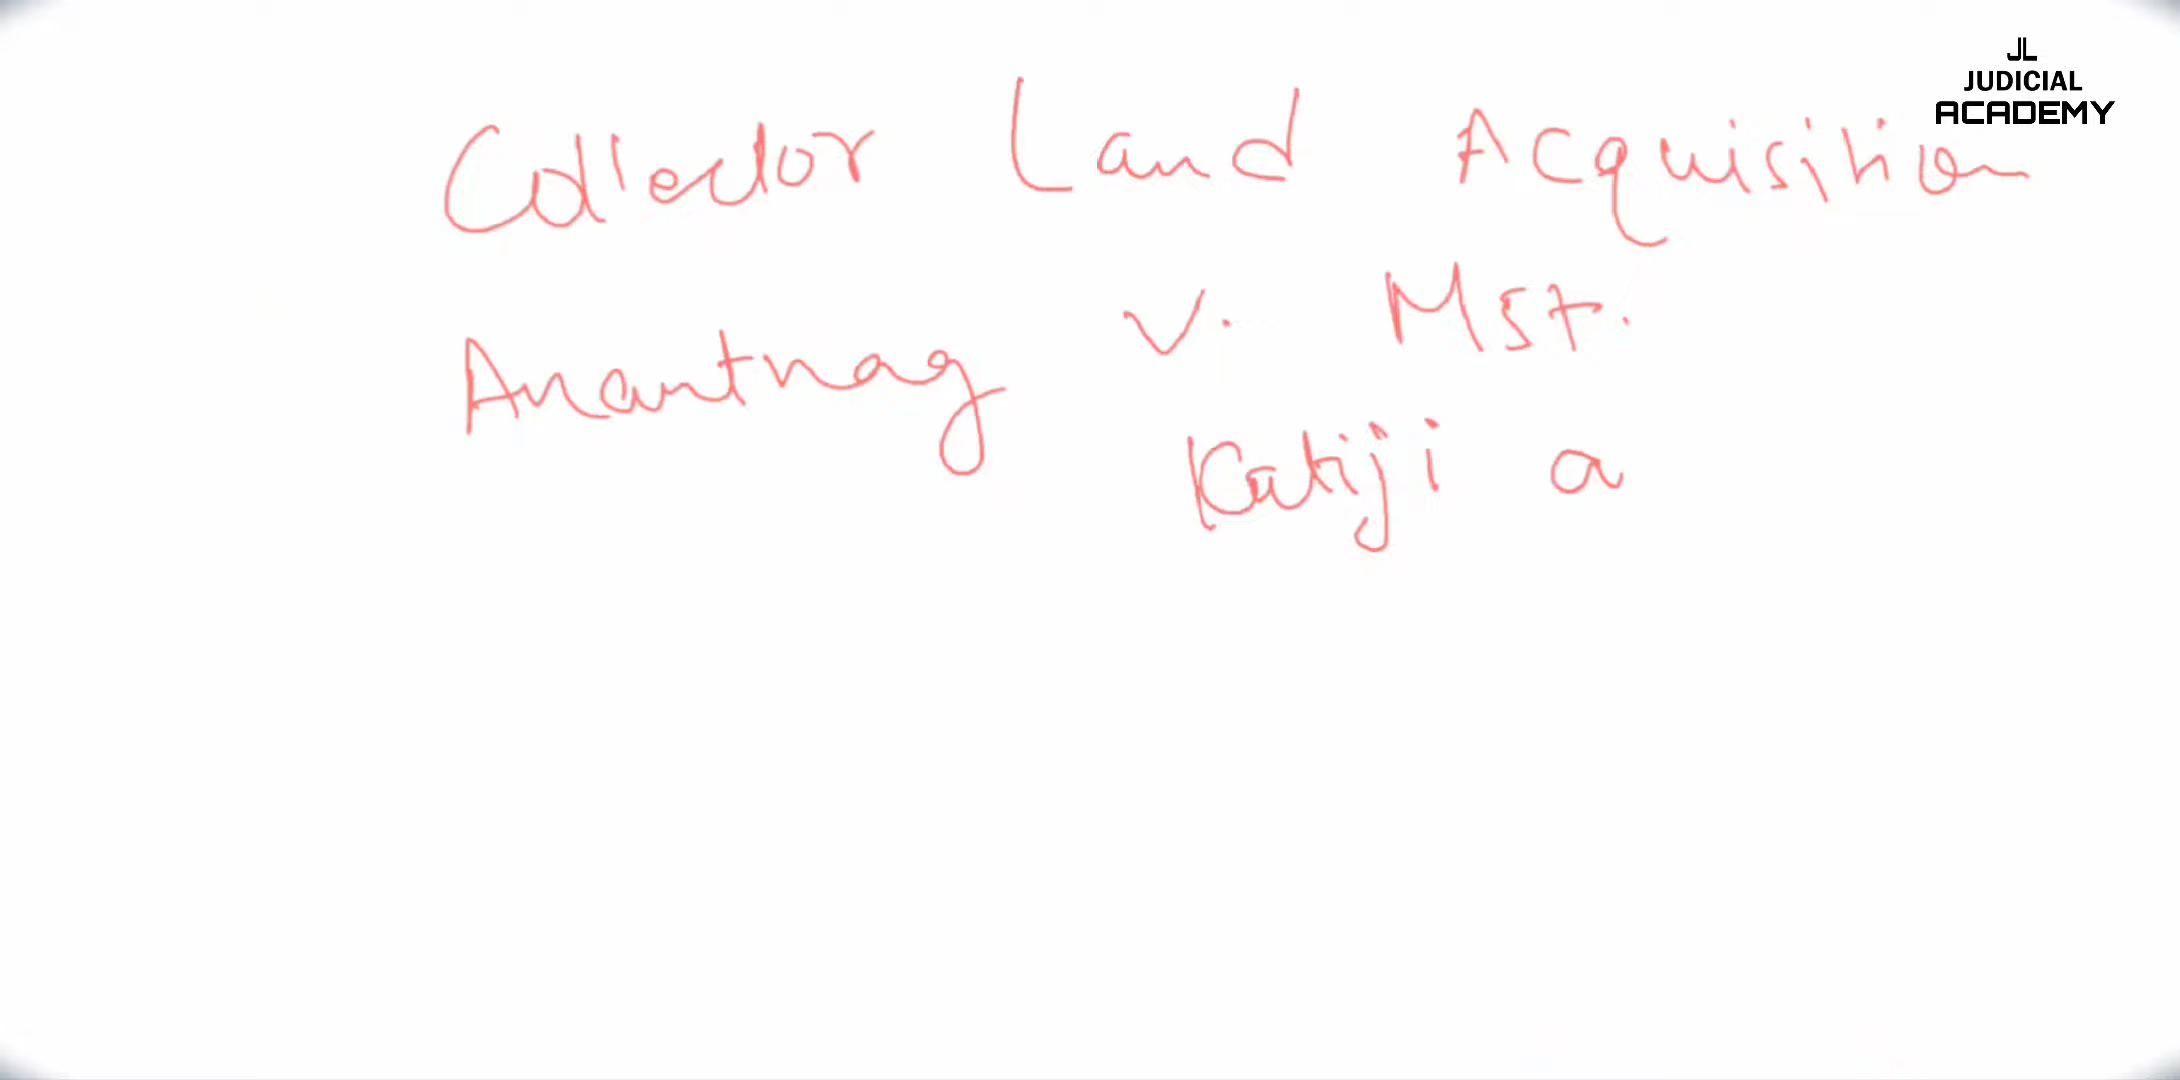 JL
JUDICIAL
ACADEMY
Collector Land Acquisition
Anantnag v. Mst.
Katiji a